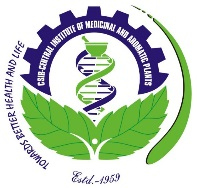 CSIR-CENTRAL INSTITUTE OF MEDICINAL AND AROMATIC PLANTS
TOWARDS BETTER HEALTH AND LIFE
Estd.-1959